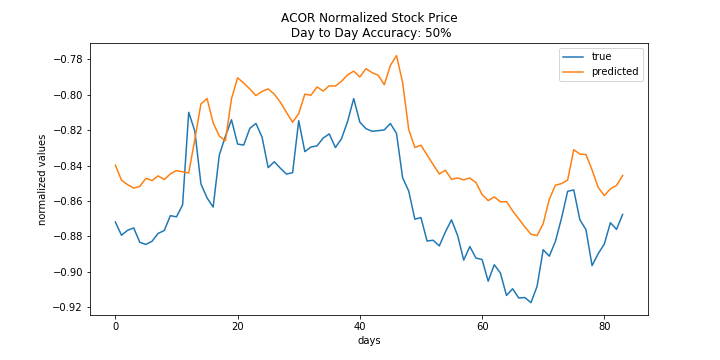 ACOR Normalized Stock Price
Day to Day Accuracy: 50%
true
predicted
normalized values
−0.78
−0.80
−0.82
−0.84
−0.86
−0.88
−0.90
−0.92
0
20
40
60
80
days